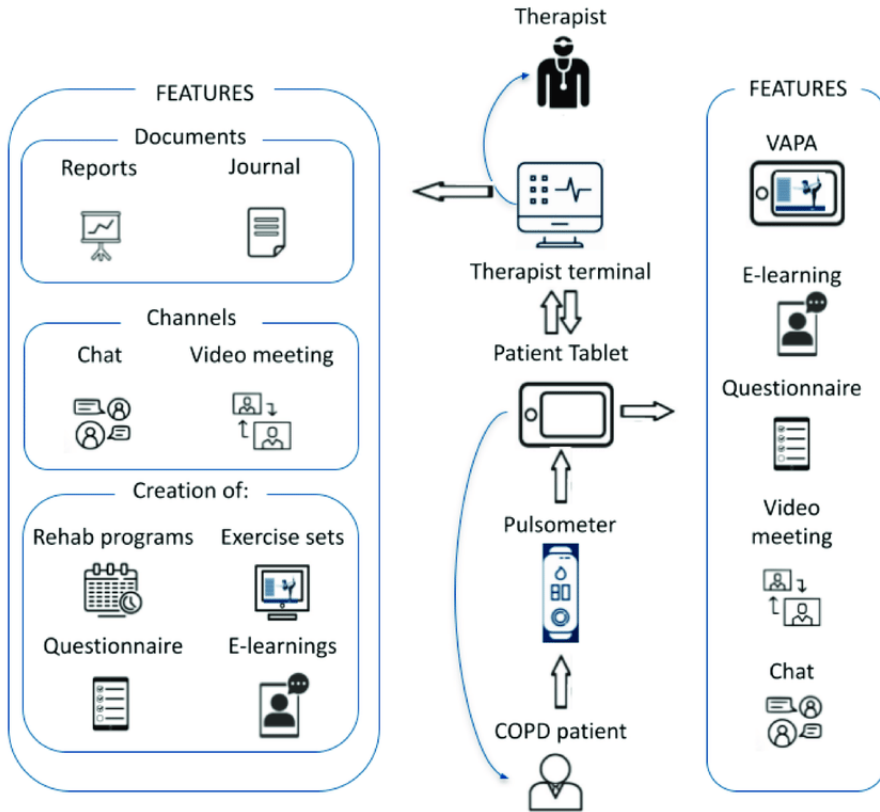 Therapist
FEATURES
Documents
Reports Journal
Channels
Chat Video meeting
Creation of:
Rehab programs Exercise sets
Questionnaire E-learnings
Therapist terminal
Patient Tablet
Pulsometer
80
COPD patient
FEATURES
VAPA
E-learning
Questionnaire
Video
meeting
Chat